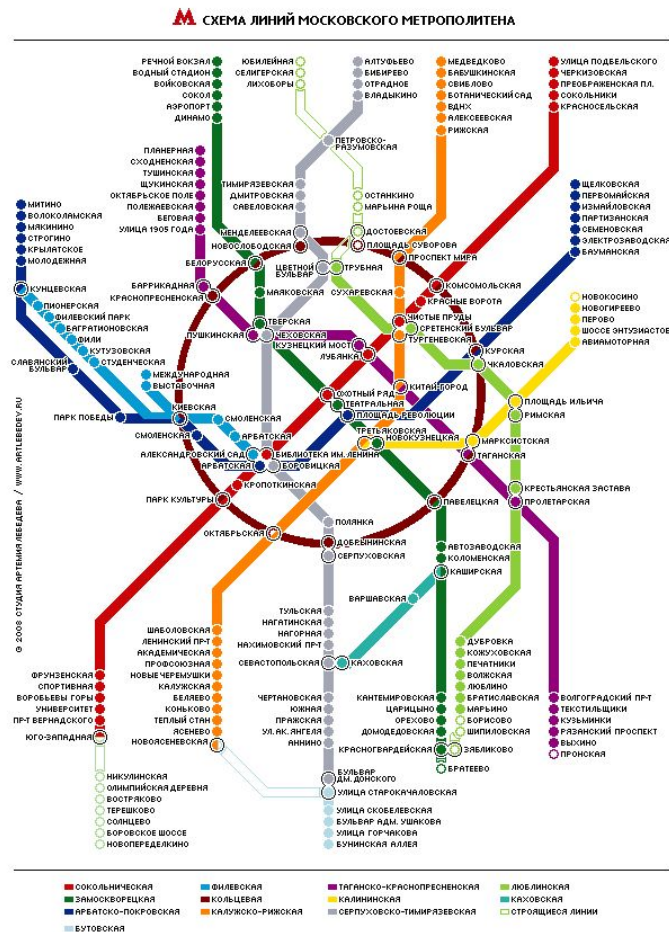 М СХЕМА ЛИНИЙ МОСКОВСКОГО МЕТРОПОЛИТЕНА
РЕЧНОЙ ВОКЗАЛ
ВОДНЫЙ СТАДИОН
ВОЙКОВСКАЯ
СОКОЛ
АЭРОПОРТ
ДИНАМО
ЮБИЛЕЙНАЯ
СЕЛИГЕРСКАЯ
ЛИХОБОРЫ
АЛТУФЬЕВО
БИБИРЕВО
ОТРАДНОЕ
ВЛАДЫКИНО
ПЕТРОВСКО-
РАЗУМОВСКАЯ
МЕДВЕДКОВО
БАБУШКИНСКАЯ
СВИБЛОВО
БОТАНИЧЕСКИЙ САД
ВДНХ
АЛЕКСЕЕВСКАЯ
РИЖСКАЯ
УЛИЦА ПОДБЕЛЬСКОГО
ЧЕРКИЗОВСКАЯ
ПРЕОБРАЖЕНСКАЯ ПЛ.
СОКОЛЬНИКИ
КРАСНОСЕЛЬСКАЯ
ПЛАНЕРНАЯ
СХОДНЕНСКАЯ
ТУШИНСКАЯ
ЩУКИНСКАЯ
ОКТЯБРЬСКОЕ ПОЛЕ
ПОЛЕЖАЕВСКАЯ
БЕГОВАЯ
УЛИЦА 1905 ГОДА
ТИМИРЯЗЕВСКАЯ
ДМИТРОВСКАЯ
САВЕЛОВСКАЯ
ОСТАНКИНО
МАРЬИНА РОЩА
ЩЕЛКОВСКАЯ
ПЕРВОМАЙСКАЯ
ИЗМАЙЛОВСКАЯ
ПАРТИЗАНСКАЯ
СЕМЕНОВСКАЯ
ЭЛЕКТРОЗАВОДСКАЯ
БАУМАНСКАЯ
МИТИНО
ВОЛОКОЛАМСКАЯ
МЯКИНИНО
СТРОГИНО
КРЫЛАТСКОЕ
МОЛОДЕЖНАЯ
МЕНДЕЛЕЕВСКАЯ
НОВОСЛОБОДСКАЯ
ДОСТОЕВСКАЯ
ПЛОЩАДЬ СУВОРОВА
ПРОСПЕКТ МИРА
БЕЛОРУССКАЯ
ЦВЕТНОЙ
БУЛЬВАР
ТРУБНАЯ
КУНЦЕВСКАЯ
ПИОНЕРСКАЯ
ФИЛЕВСКИЙ ПАРК
БАГРАТИОНОВСКАЯ
ФИЛИ
КУТУЗОВСКАЯ
СТУДЕНЧЕСКАЯ
БАРРИКАДНАЯ
КРАСНОПРЕСНЕНСКАЯ
МАЯКОВСКАЯ
СУХАРЕВСКАЯ
КОМСОМОЛЬСКАЯ
КРАСНЫЕ ВОРОТА
НОВОКОСИНО
НОВОГИРЕЕВО
ПЕРОВО
ШОССЕ ЭНТУЗИАСТОВ
АВИАМОТОРНАЯ
ТВЕРСКАЯ
ПУШКИНСКАЯ
ЧЕХОВСКАЯ
КУЗНЕЦКИЙ МОСТ
ЛУБЯНКА
ЧИСТЫЕ ПРУДЫ
СРЕТЕНСКИЙ БУЛЬВАР
ТУРГЕНЕВСКАЯ
КУРСКАЯ
ЧКАЛОВСКАЯ
СЛАВЯНСКИЙ
БУЛЬВАР
МЕЖДУНАРОДНАЯ
ВЫСТАВОЧНАЯ
ОХОТНЫЙ РЯД
ТЕАТРАЛЬНАЯ
ПЛОЩАДЬ РЕВОЛЮЦИИ
КИТАЙ-ГОРОД
ПЛОЩАДЬ ИЛЬИЧА
РИМСКАЯ
ПАРК ПОБЕДЫ
КИЕВСКАЯ
СМОЛЕНСКАЯ
СМОЛЕНСКАЯ
АРБАТСКАЯ
ТРЕТЬЯКОВСКАЯ
НОВОКУЗНЕЦКАЯ
МАРКСИСТСКАЯ
ТАГАНСКАЯ
АЛЕКСАНДРОВСКИЙ САД
БИБЛИОТЕКА ИМ. ЛЕНИНА
АРБАТСКАЯ
БОРОВИЦКАЯ
КРОПОТКИНСКАЯ
ПАРК КУЛЬТУРЫ
КРЕСТЬЯНСКАЯ ЗАСТАВА
ПРОЛЕТАРСКАЯ
ПАВЕЛЕЦКАЯ
ПОЛЯНКА
ОКТЯБРЬСКАЯ
ДОБРЫНИНСКАЯ
СЕРПУХОВСКАЯ
АВТОЗАВОДСКАЯ
КОЛОМЕНСКАЯ
КАШИРСКАЯ
ВАРШАВСКАЯ
КАХОВСКАЯ
ТУЛЬСКАЯ
НАГАТИНСКАЯ
НАГОРНАЯ
НАХИМОВСКИЙ ПР-Т
СЕВАСТОПОЛЬСКАЯ
ЧЕРТАНОВСКАЯ
ЮЖНАЯ
ПРАЖСКАЯ
УЛ. АК. ЯНГЕЛЯ
АННИНО
БУЛЬВАР
ДМ. ДОНСКОГО
УЛИЦА СТАРОКАЧАЛОВСКАЯ
УЛИЦА СКОБЕЛЕВСКАЯ
БУЛЬВАР АДМ. УШАКОВА
УЛИЦА ГОРЧАКОВА
БУНИНСКАЯ АЛЛЕЯ
ШАБОЛОВСКАЯ
ЛЕНИНСКИЙ ПР-Т
АКАДЕМИЧЕСКАЯ
ПРОФСОЮЗНАЯ
НОВЫЕ ЧЕРЕМУШКИ
КАЛУЖСКАЯ
БЕЛЯЕВО
КОНЬКОВО
ТЕПЛЫЙ СТАН
ЯСЕНЕВО
НОВОЯСЕНЕВСКАЯ
ФРУНЗЕНСКАЯ
СПОРТИВНАЯ
ВОРОБЬЕВЫ ГОРЫ
УНИВЕРСИТЕТ
ПР-Т ВЕРНАДСКОГО
ЮГО-ЗАПАДНАЯ
НИКУЛИНСКАЯ
ОЛИМПИЙСКАЯ ДЕРЕВНЯ
ВОСТРЯКОВО
ТЕРЕШКОВО
СОЛНЦЕВО
БОРОВСКОЕ ШОССЕ
НОВОПЕРЕДЕЛКИНО
КАНТЕМИРОВСКАЯ
ЦАРИЦЫНО
ОРЕХОВО
ДОМОДЕДОВСКАЯ
КРАСНОГВАРДЕЙСКАЯ
БРАТЕЕВО
ДУБРОВКА
КОЖУХОВСКАЯ
ПЕЧАТНИКИ
ВОЛЖСКАЯ
ЛЮБЛИНО
БРАТИСЛАВСКАЯ
МАРЬИНО
БОРИСОВО
ШИПИЛОВСКАЯ
ЗЯБЛИКОВО
ВОЛГОГРАДСКИЙ ПР-Т
ТЕКСТИЛЬЩИКИ
КУЗЬМИНКИ
РЯЗАНСКИЙ ПРОСПЕКТ
ВЫХИНО
ПРОНСКАЯ
© 2008 СТУДИЯ АРТЕМИЯ ЛЕБЕДЕВА / WWW.ARTLEBEDEV.RU
СОКОЛЬНИЧЕСКАЯ
ФИЛЕВСКАЯ
ТАГАНСКО-КРАСНОПРЕСНЕНСКАЯ
ЛЮБЛИНСКАЯ
ЗАМОСКВОРЕЦКАЯ
КОЛЬЦЕВАЯ
КАЛИНИНСКАЯ
КАХОВСКАЯ
АРБАТСКО-ПОКРОВСКАЯ
КАЛУЖСКО-РИЖСКАЯ
СЕРПУХОВСКО-ТИМИРЯЗЕВСКАЯ
СТРОЯЩИЕСЯ ЛИНИИ
БУТОВСКАЯ